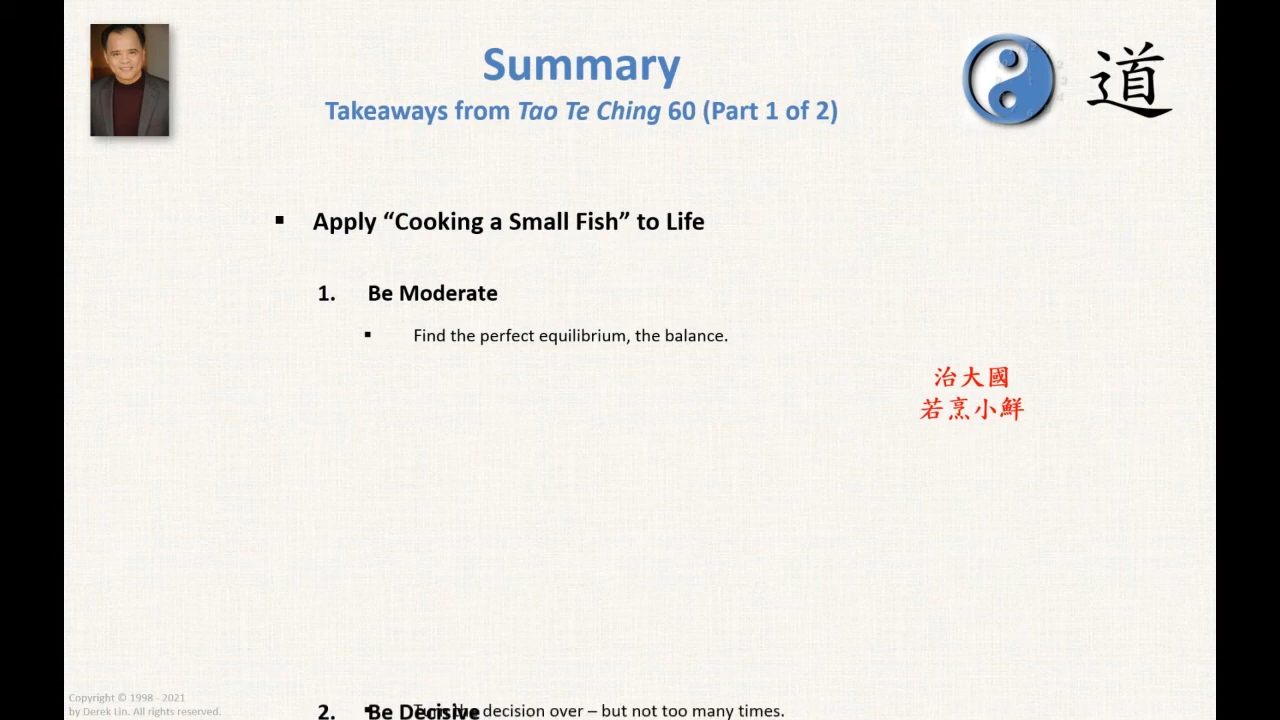 Summary
道
Takeaways from Tao Te Ching 60 (Part 1 of 2)
▪ Apply “Cooking a Small Fish” to Life
1. Be Moderate
▪ Find the perfect equilibrium, the balance.
治大國
若烹小鮮
2. Be Decisive
▪ Turn the decision over – but not too many times.
Copyright © 1998 - 2021
by Derek Lin. All rights reserved.